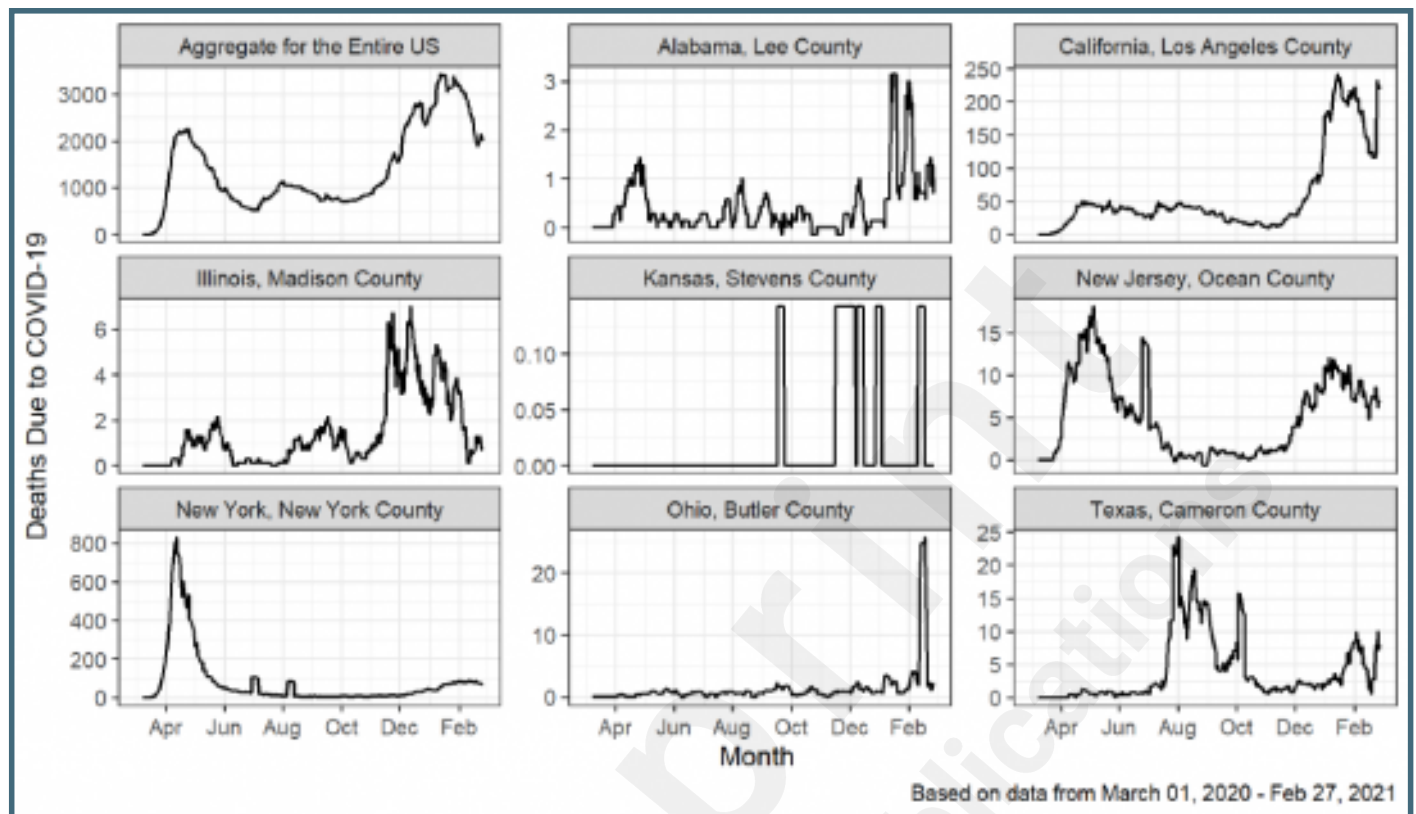 Aggregate for the Entire US
Alabama, Lee County
California, Los Angeles County
3000
2000
1000
0
3
2
1
0
250
200
150
100
50
0
Deaths Due to COVID-19
Illinois, Madison County
Kansas, Stevens County
New Jersey, Ocean County
6
4
2
0
0.10
0.05
0.00
15
10
5
0
New York, New York County
Ohio, Butler County
Texas, Cameron County
800
600
400
200
0
20
10
0
25
20
15
10
5
0
Apr Jun Aug Oct Dec Feb
Apr Jun Aug Oct Dec Feb
Apr Jun Aug Oct Dec Feb
Month
Based on data from March 01, 2020 - Feb 27, 2021